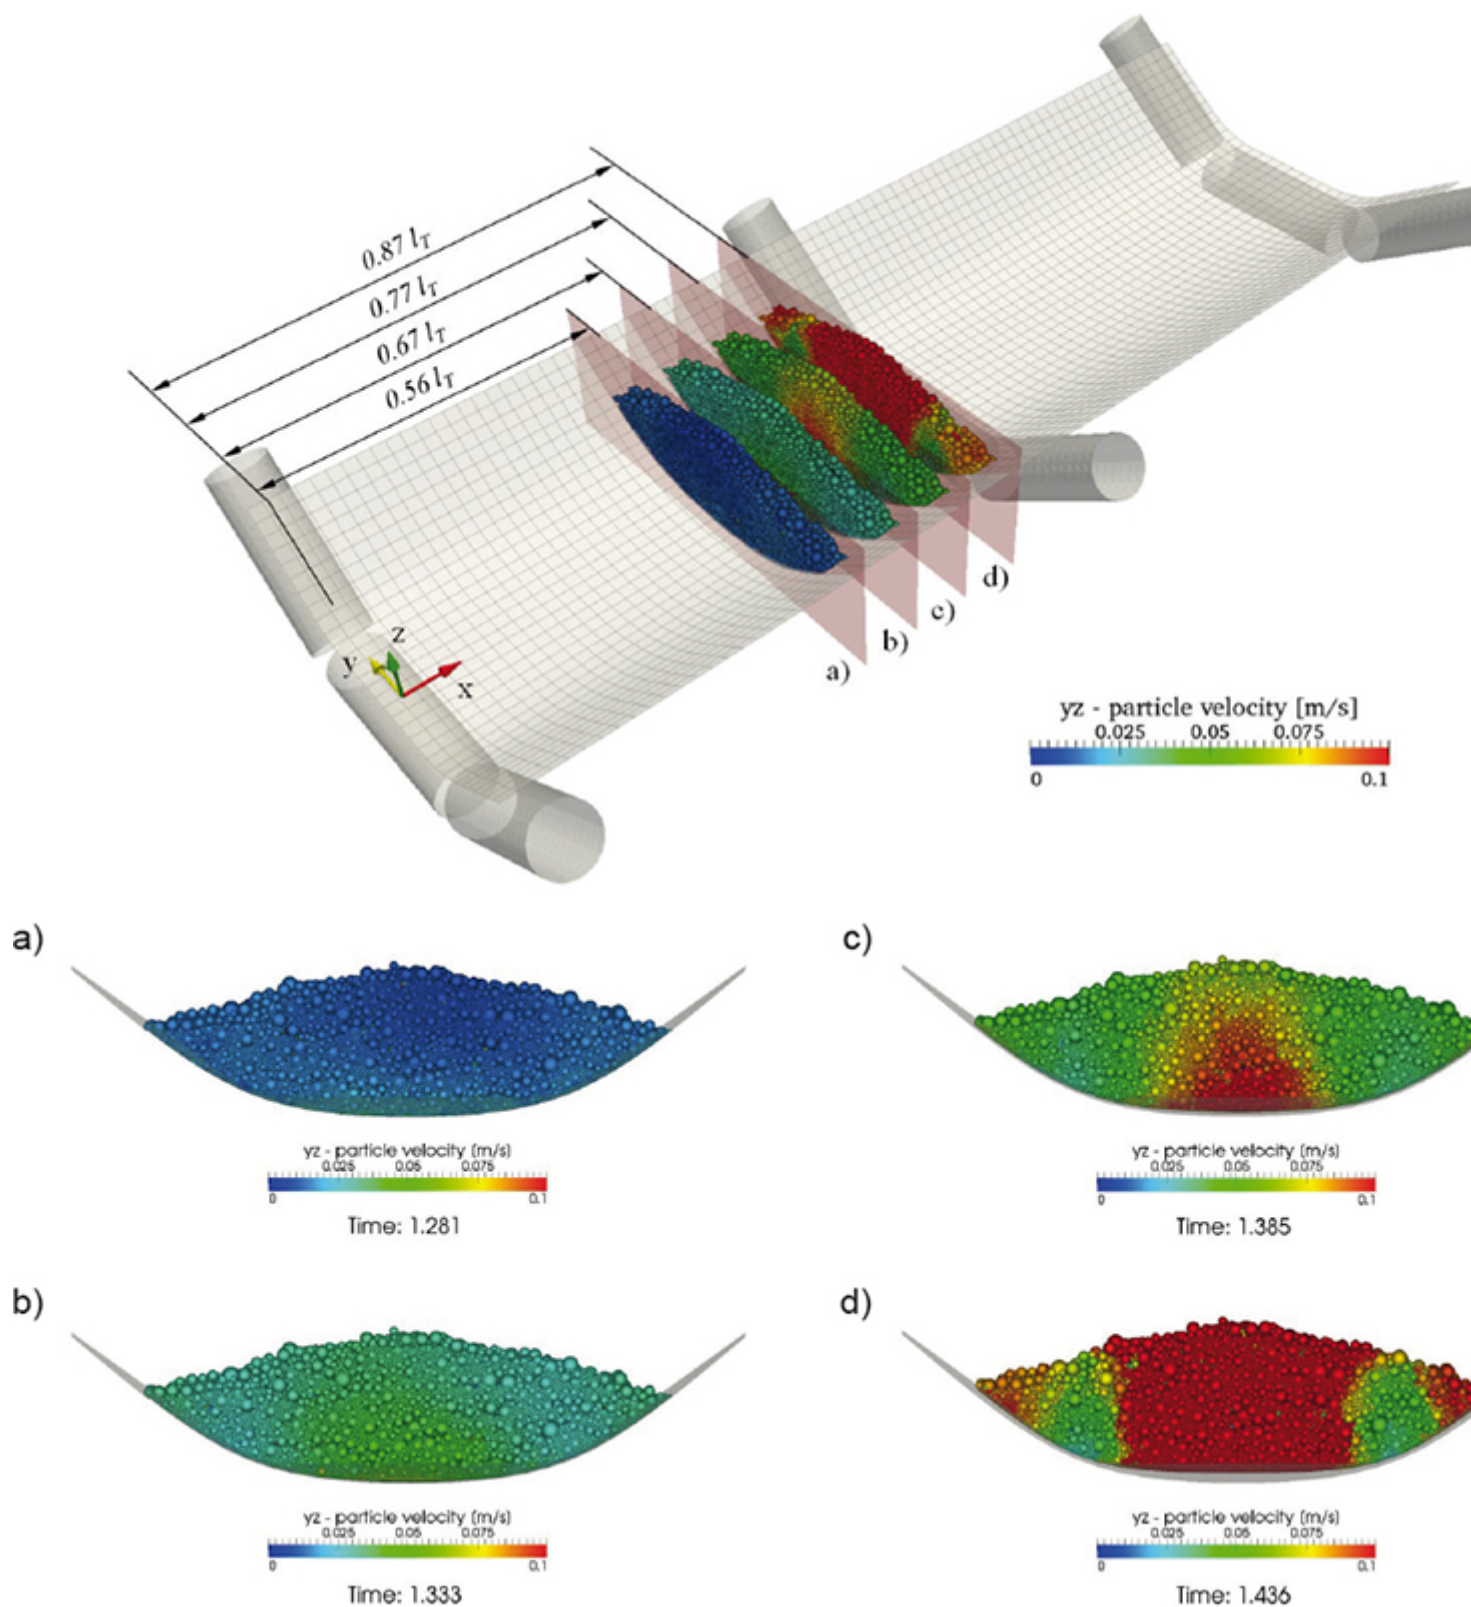 0.87 l_T
0.77 l_T
0.67 l_T
0.56 l_T
z
y
x
a)
b)
c)
d)
yz - particle velocity [m/s]
0.025 0.05 0.075
0 0.1
a)
yz - particle velocity [m/s]
0.025 0.05 0.075
0 0.1
Time: 1.281
c)
yz - particle velocity [m/s]
0.025 0.05 0.075
0 0.1
Time: 1.385
b)
yz - particle velocity [m/s]
0.025 0.05 0.075
0 0.1
Time: 1.333
d)
yz - particle velocity [m/s]
0.025 0.05 0.075
0 0.1
Time: 1.436